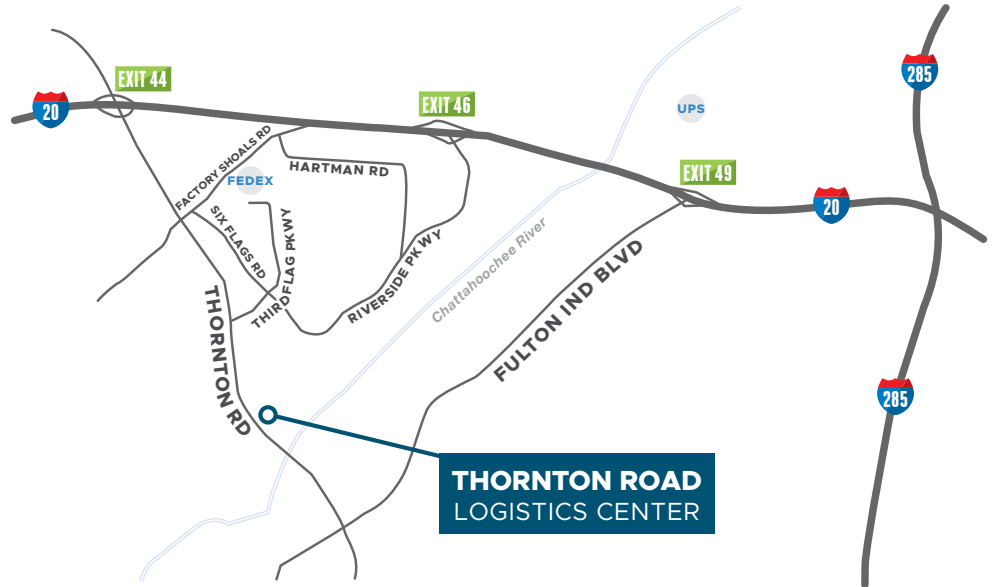 285
EXIT 44
EXIT 46
20
UPS
FACTORY SHOALS RD
HARTMAN RD
EXIT 49
FEDEX
20
SIX FLAGS RD
THIRD FLAG PKWY
RIVERSIDE PKWY
Chattahoochee River
FULTON IND BLVD
THORNTON RD
285
THORNTON ROAD
LOGISTICS CENTER